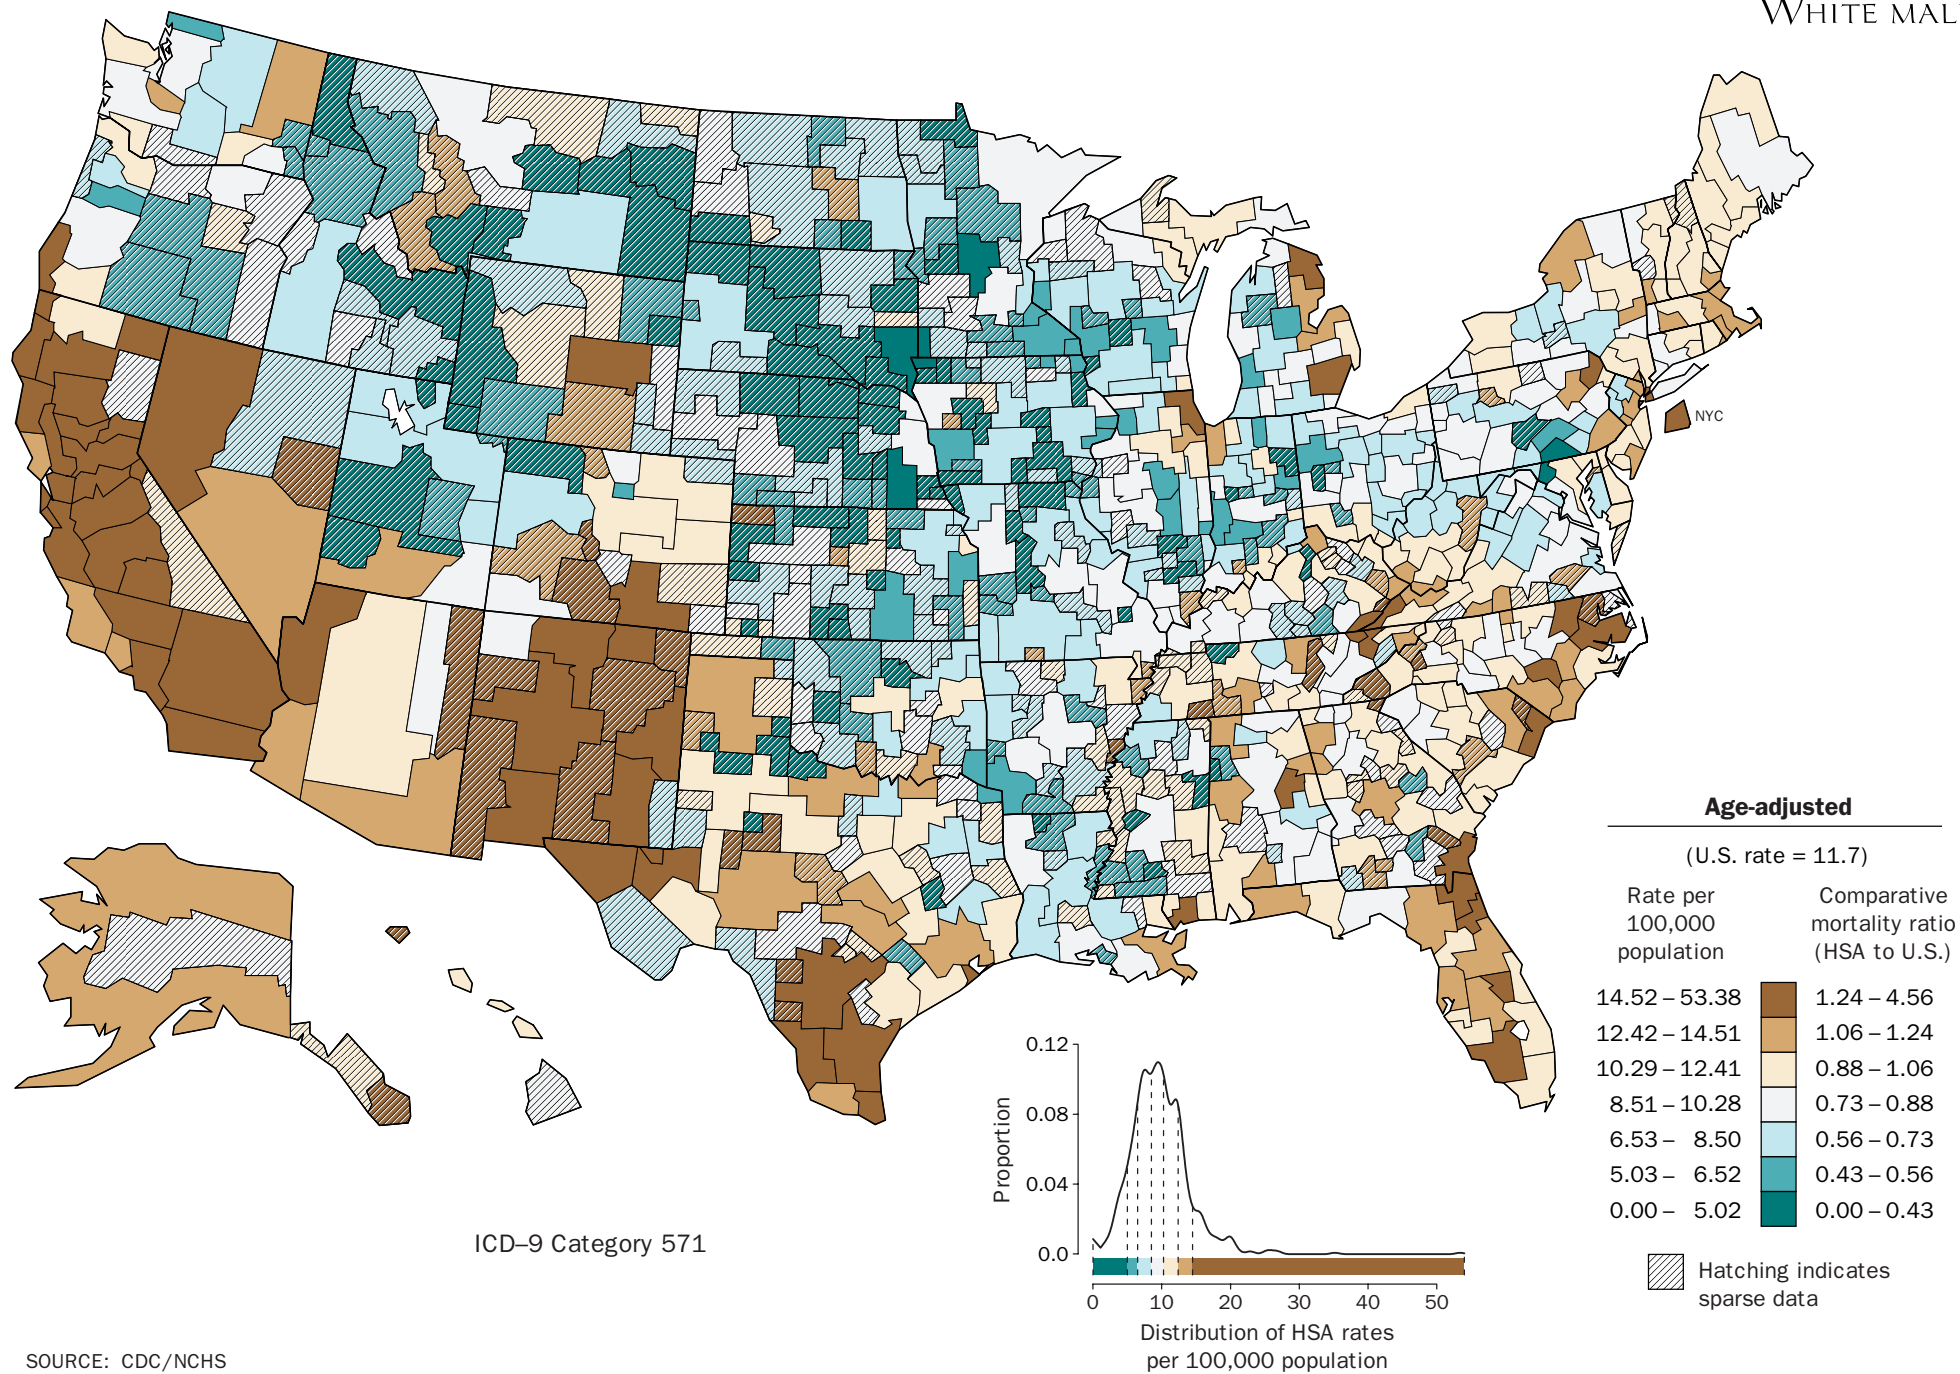 WHITE MAL
NYC
Age-adjusted
(U.S. rate = 11.7)
Rate per 100,000 population
Comparative mortality ratio (HSA to U.S.)
14.52 – 53.38 1.24 – 4.56
12.42 – 14.51 1.06 – 1.24
10.29 – 12.41 0.88 – 1.06
8.51 – 10.28 0.73 – 0.88
6.53 – 8.50 0.56 – 0.73
5.03 – 6.52 0.43 – 0.56
0.00 – 5.02 0.00 – 0.43
Hatching indicates
sparse data
0.12
0.08
0.04
0.0
Proportion
0 10 20 30 40 50
Distribution of HSA rates
per 100,000 population
ICD–9 Category 571
SOURCE: CDC/NCHS